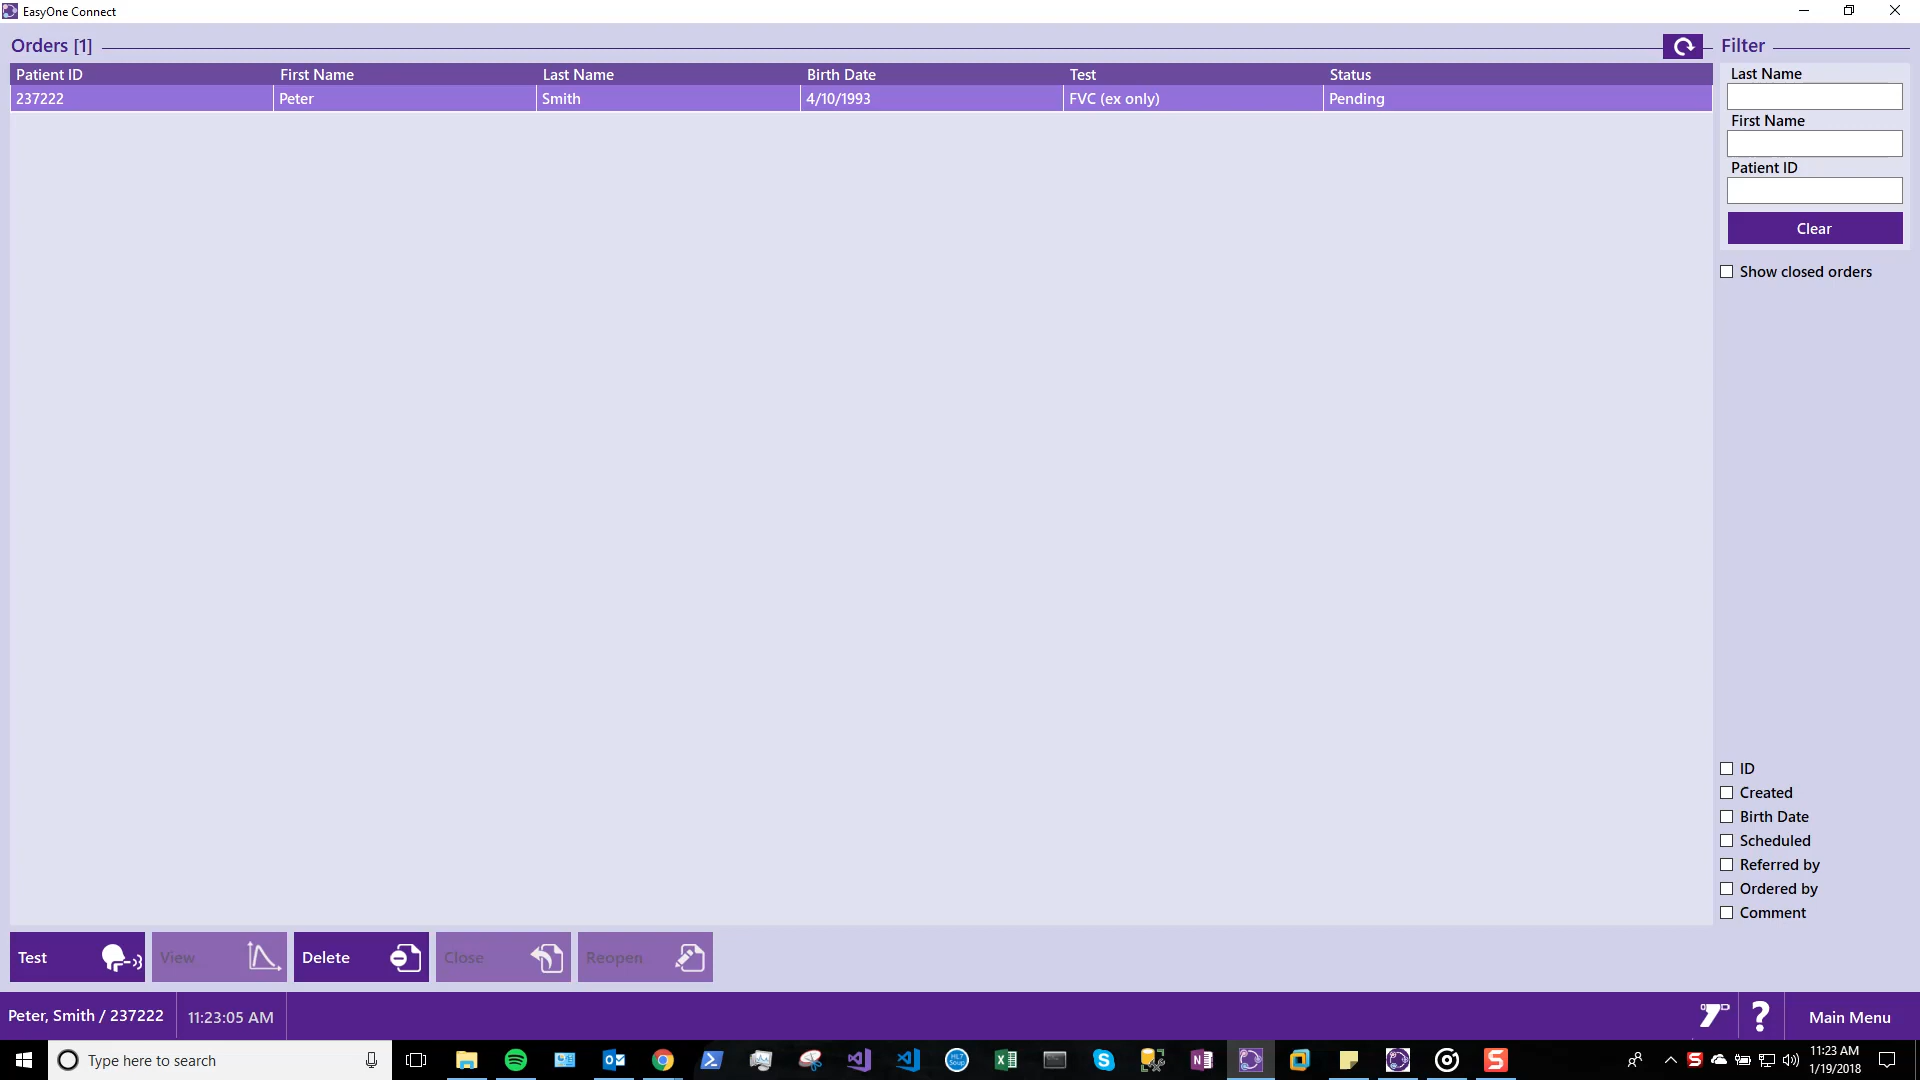 EasyOne Connect
Orders [1]
Filter
Patient ID First Name Last Name Birth Date Test Status
237222 Peter Smith 4/10/1993 FVC (ex only) Pending
Last Name
First Name
Patient ID
Clear
Show closed orders
ID
Created
Birth Date
Scheduled
Referred by
Ordered by
Comment
Test View Delete Close Reopen
Peter, Smith / 237222 11:23:05 AM ? Main Menu
Type here to search
HL7
Soup
11:23 AM
1/19/2018